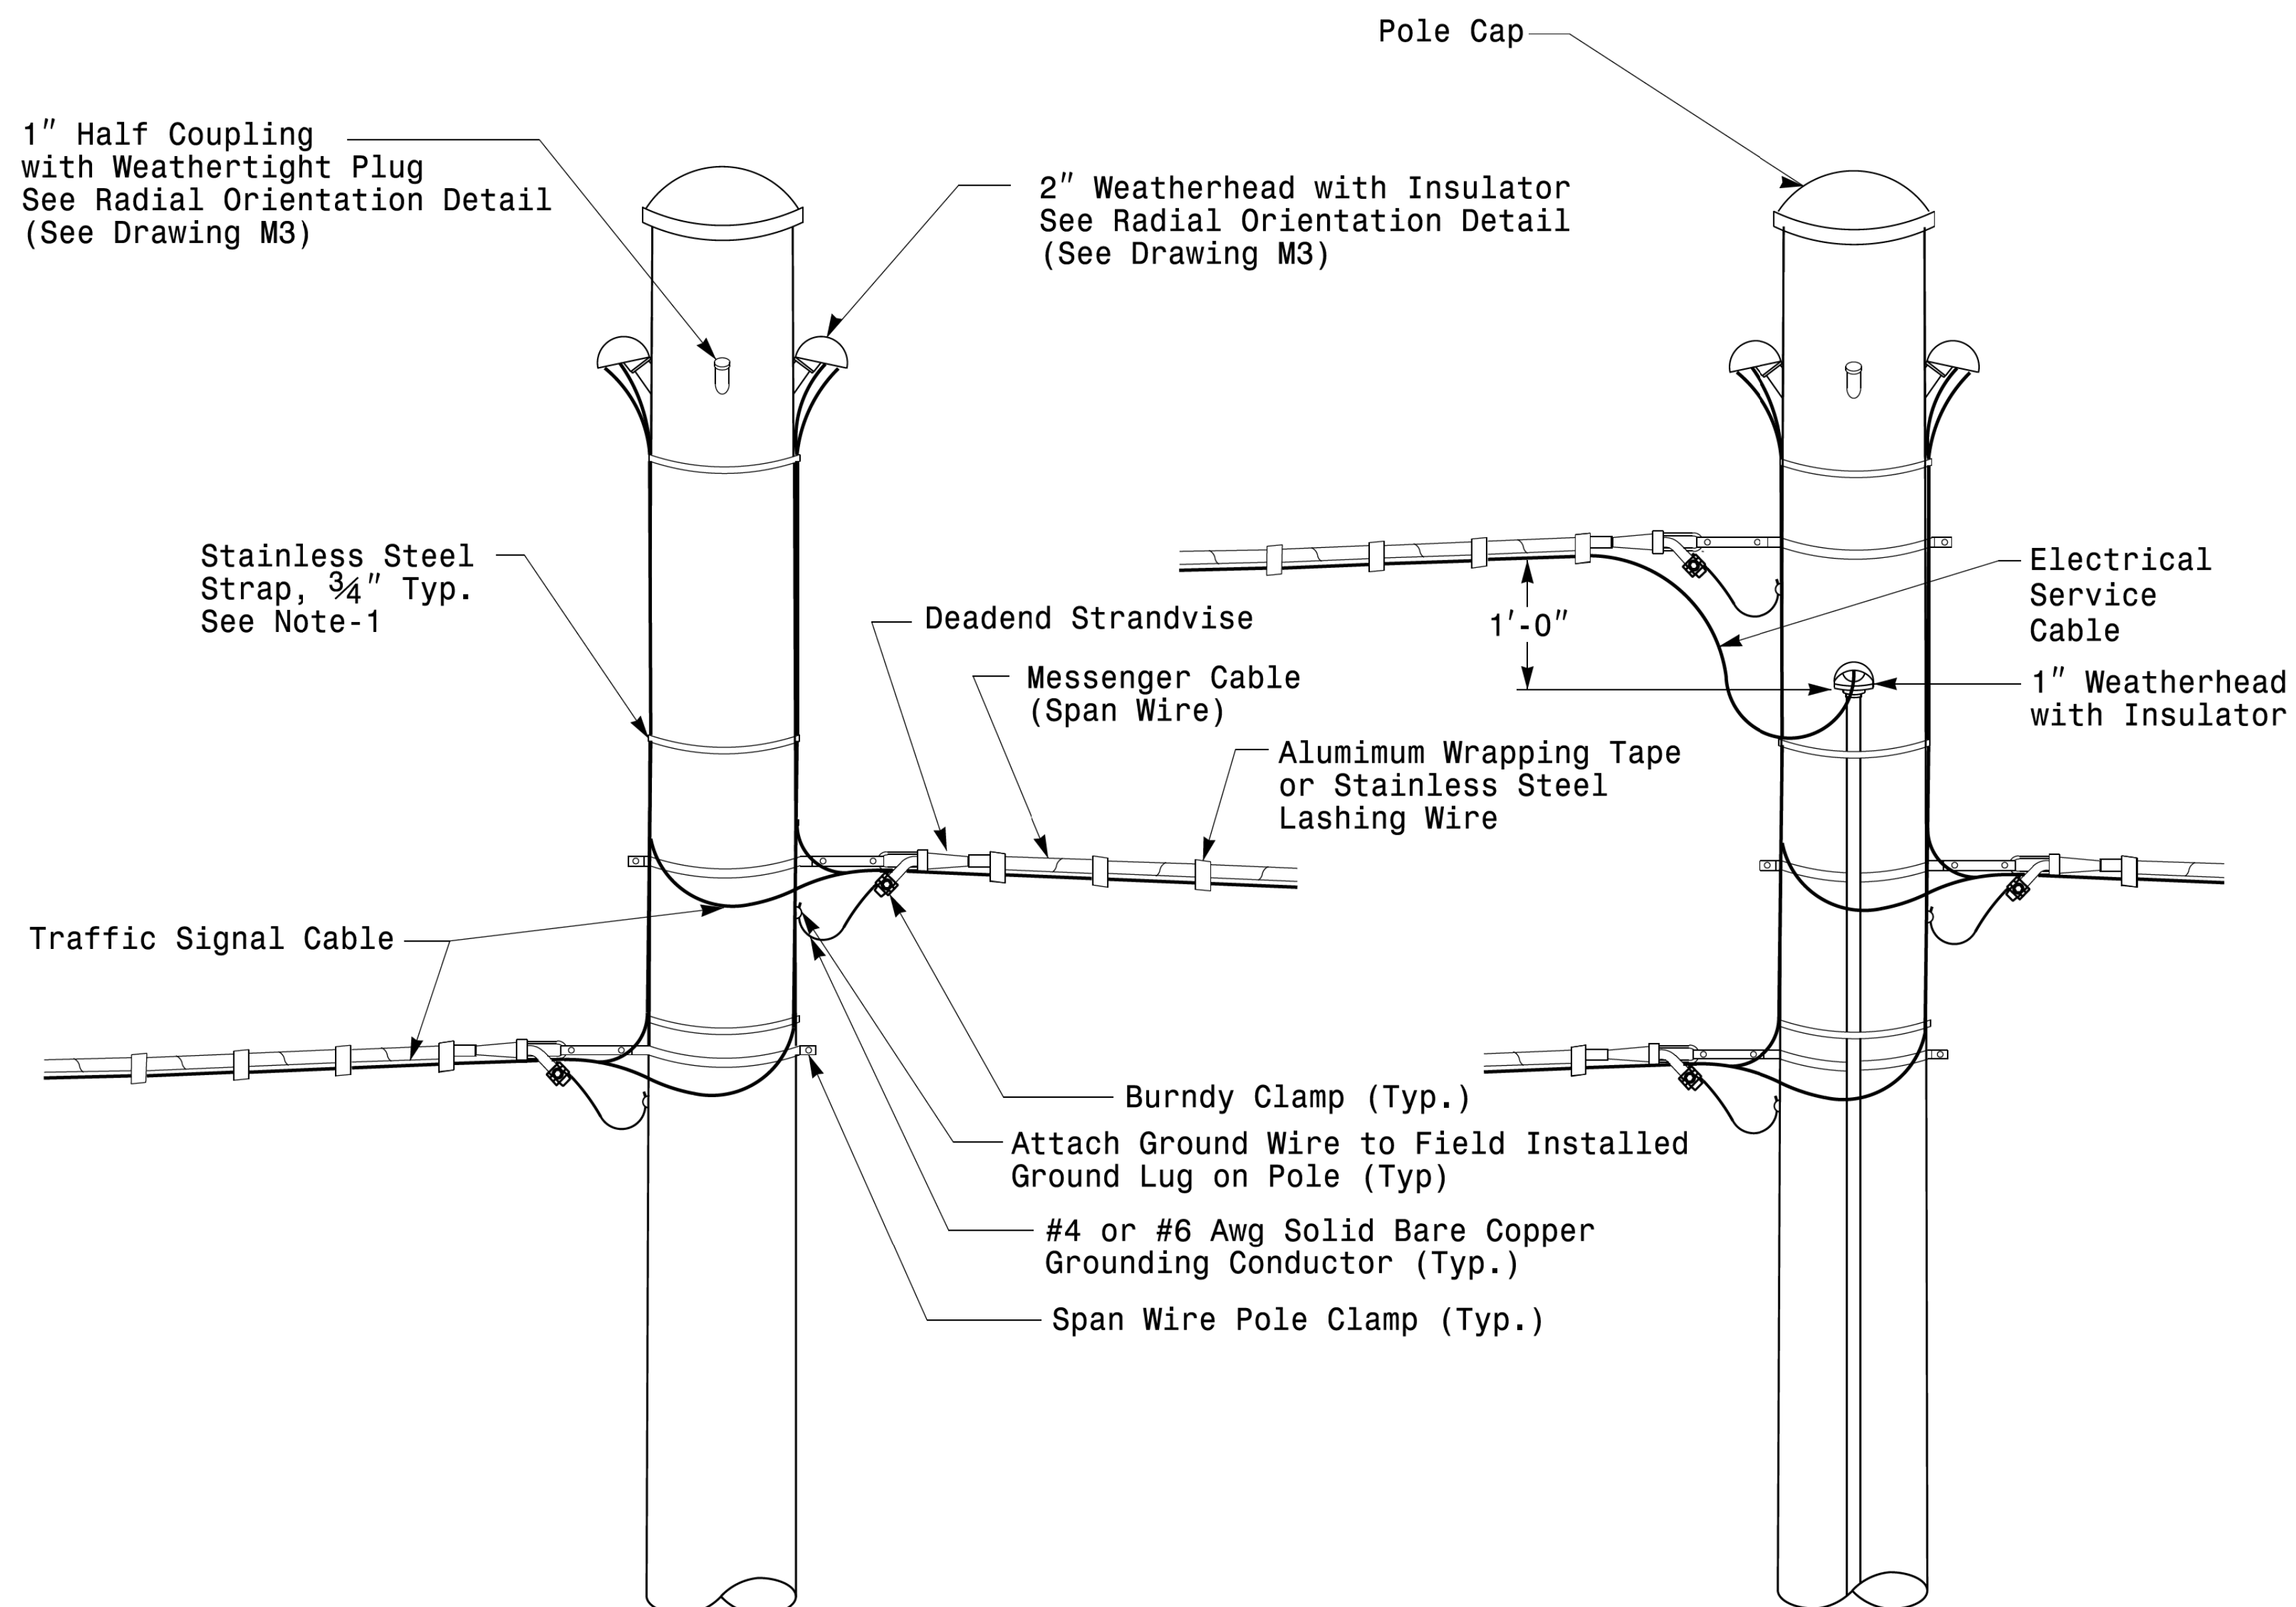 Pole Cap
1" Half Coupling
with Weathertight Plug
See Radial Orientation Detail
(See Drawing M3)
2" Weatherhead with Insulator
See Radial Orientation Detail
(See Drawing M3)
Stainless Steel
Strap, ¾" Typ.
See Note-1
Deadend Strandvise
Messenger Cable
(Span Wire)
Alumimum Wrapping Tape
or Stainless Steel
Lashing Wire
1'-0"
Electrical
Service
Cable
1" Weatherhead
with Insulator
Traffic Signal Cable
Burndy Clamp (Typ.)
Attach Ground Wire to Field Installed
Ground Lug on Pole (Typ)
#4 or #6 Awg Solid Bare Copper
Grounding Conductor (Typ.)
Span Wire Pole Clamp (Typ.)